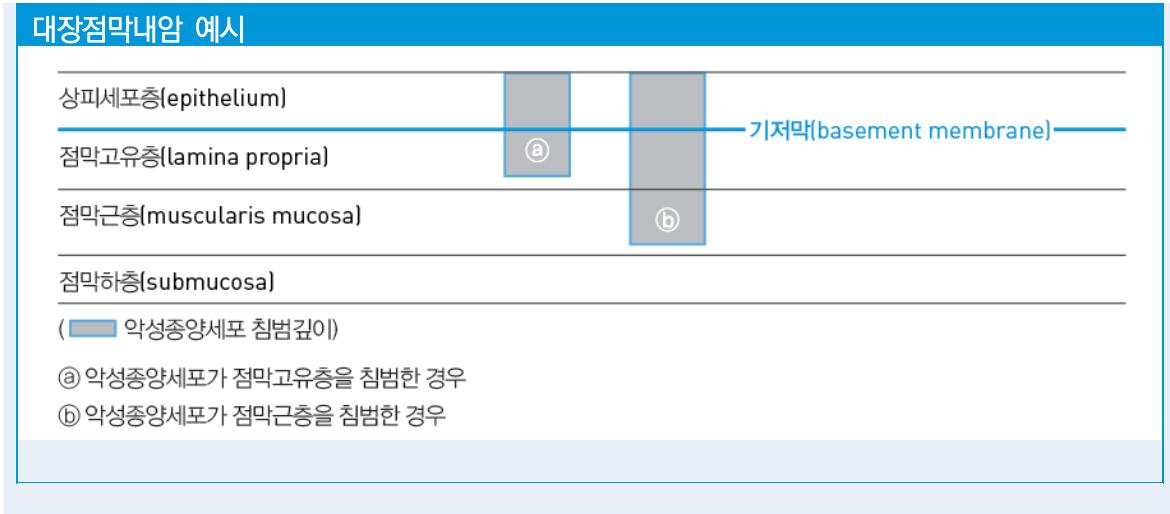 대장점막내암 예시
상피세포층(epithelium)
기저막(basement membrane)
점막고유층(lamina propria)
ⓐ
점막근층(muscularis mucosa)
ⓑ
점막하층(submucosa)
( 악성종양세포 침범깊이)
ⓐ 악성종양세포가 점막고유층을 침범한 경우
ⓑ 악성종양세포가 점막근층을 침범한 경우